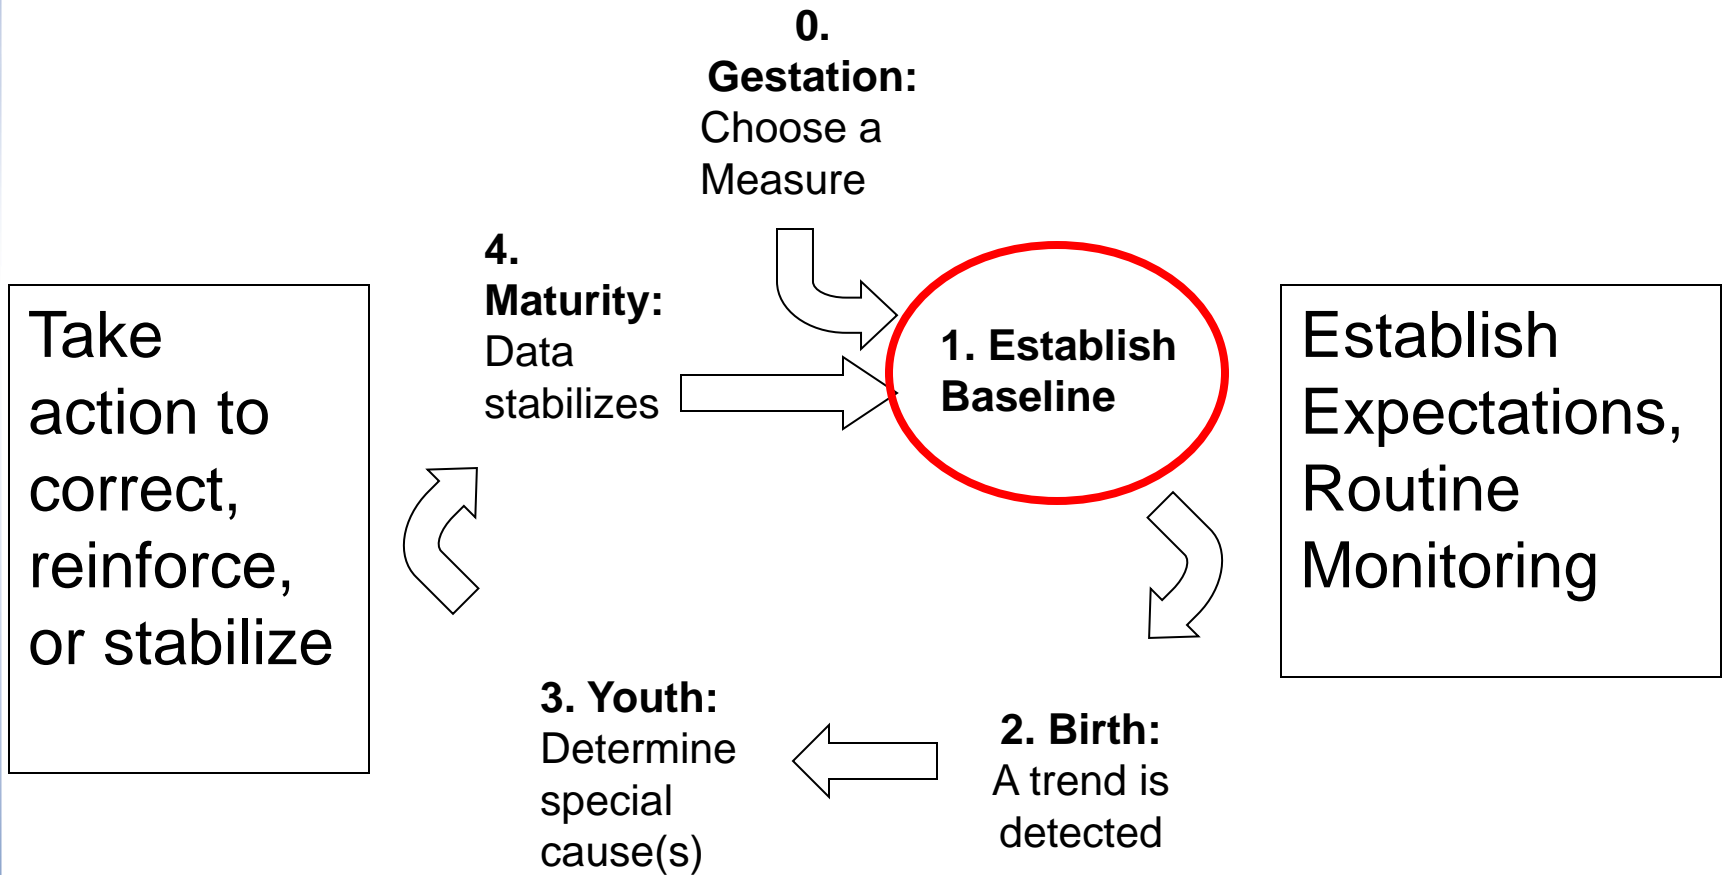 0.
Gestation:
Choose a
Measure
4.
Maturity:
Data
stabilizes
1. Establish
Baseline
Take
action to
correct,
reinforce,
or stabilize
Establish
Expectations,
Routine
Monitoring
3. Youth:
Determine
special
cause(s)
2. Birth:
A trend is
detected